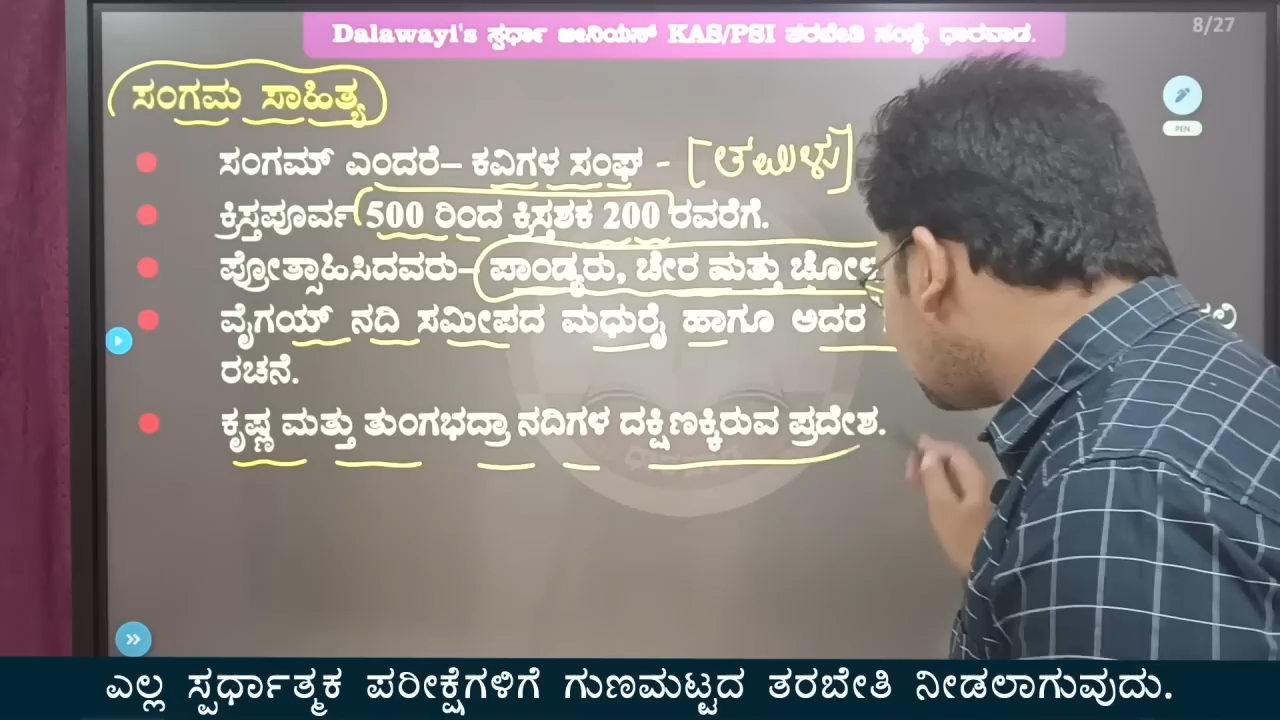 Dalawayi's ಸ್ಪರ್ಧಾ ಜೀನಿಯಸ್ KAS/PSI ತರಬೇತಿ ಸಂಸ್ಥೆ, ಧಾರವಾಡ.
8/27
ಸಂಗಮ ಸಾಹಿತ್ಯ
PEN
ಸಂಗಮ್ ಎಂದರೆ– ಕವಿಗಳ ಸಂಘ - [ತಮಿಳು]
ಕ್ರಿಸ್ತಪೂರ್ವ 500 ರಿಂದ ಕ್ರಿಸ್ತಶಕ 200 ರವರೆಗೆ.
ಪ್ರೋತ್ಸಾಹಿಸಿದವರು– ಪಾಂಡ್ಯರು, ಚೇರ ಮತ್ತು
ವೈಗಯ್ ನದಿ ಸಮೀಪದ ಮಧುರೈ ಹಾಗೂ ಅದರ
ರಚನೆ.
ಕೃಷ್ಣ ಮತ್ತು ತುಂಗಭದ್ರಾ ನದಿಗಳ ದಕ್ಷಿಣಕ್ಕಿರುವ ಪ್ರದೇಶ.
ಎಲ್ಲ ಸ್ಪರ್ಧಾತ್ಮಕ ಪರೀಕ್ಷೆಗಳಿಗೆ ಗುಣಮಟ್ಟದ ತರಬೇತಿ ನೀಡಲಾಗುವುದು.